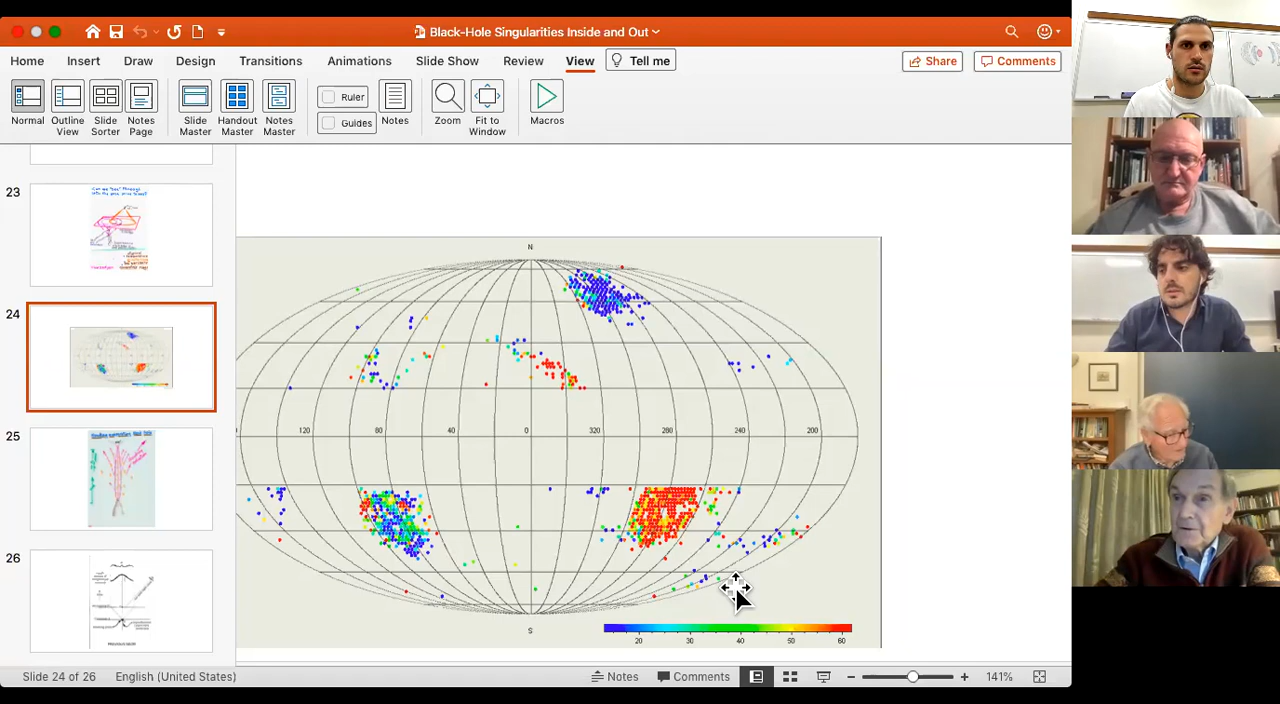 Black-Hole Singularities Inside and Out
Home Insert Draw Design Transitions Animations Slide Show Review View Tell me Share Comments
Normal Outline View Slide Sorter Notes Page Slide Master Handout Master Notes Master Ruler Guides Notes Zoom Fit to Window Macros
23
24
25
26
N
120 80 40 0 320 280 240 200
S
20 30 40 50 60
Slide 24 of 26 English (United States) Notes Comments 141%